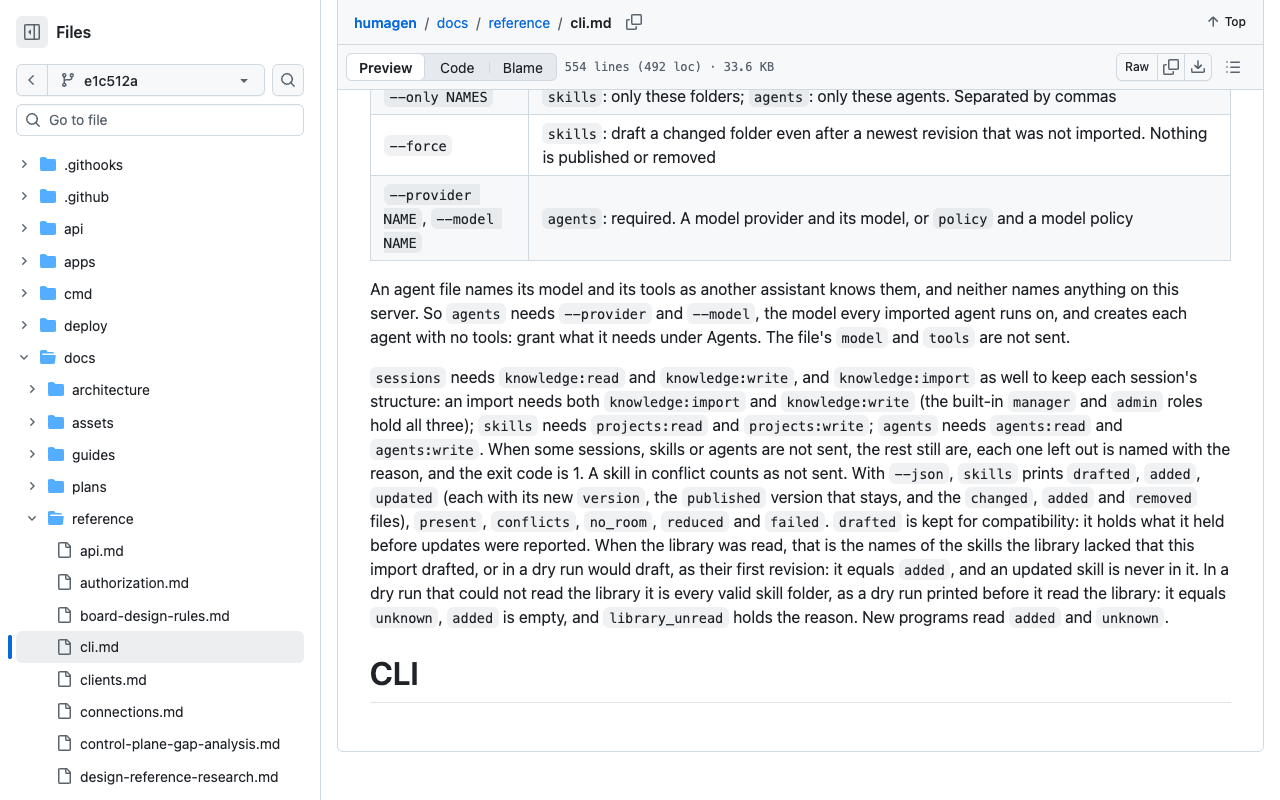 Files
e1c512a
Go to file
.githooks
.github
api
apps
cmd
deploy
docs
architecture
assets
guides
plans
reference
api.md
authorization.md
board-design-rules.md
cli.md
clients.md
connections.md
control-plane-gap-analysis.md
design-reference-research.md
humagen / docs / reference / cli.md
Top
Preview Code Blame 554 lines (492 loc) · 33.6 KB
Raw
--only NAMES skills : only these folders; agents : only these agents. Separated by commas
--force skills : draft a changed folder even after a newest revision that was not imported. Nothing
is published or removed
--provider
NAME , --model
NAME
agents : required. A model provider and its model, or policy and a model policy
An agent file names its model and its tools as another assistant knows them, and neither names anything on this
server. So agents needs --provider and --model , the model every imported agent runs on, and creates each
agent with no tools: grant what it needs under Agents. The file's model and tools are not sent.
sessions needs knowledge:read and knowledge:write , and knowledge:import as well to keep each session's
structure: an import needs both knowledge:import and knowledge:write (the built-in manager and admin roles
hold all three); skills needs projects:read and projects:write ; agents needs agents:read and
agents:write . When some sessions, skills or agents are not sent, the rest still are, each one left out is named with the
reason, and the exit code is 1. A skill in conflict counts as not sent. With --json , skills prints drafted , added ,
updated (each with its new version , the published version that stays, and the changed , added and removed
files), present , conflicts , no_room , reduced and failed . drafted is kept for compatibility: it holds what it held
before updates were reported. When the library was read, that is the names of the skills the library lacked that this
import drafted, or in a dry run would draft, as their first revision: it equals added , and an updated skill is never in it. In a
dry run that could not read the library it is every valid skill folder, as a dry run printed before it read the library: it equals
unknown , added is empty, and library_unread holds the reason. New programs read added and unknown .
CLI